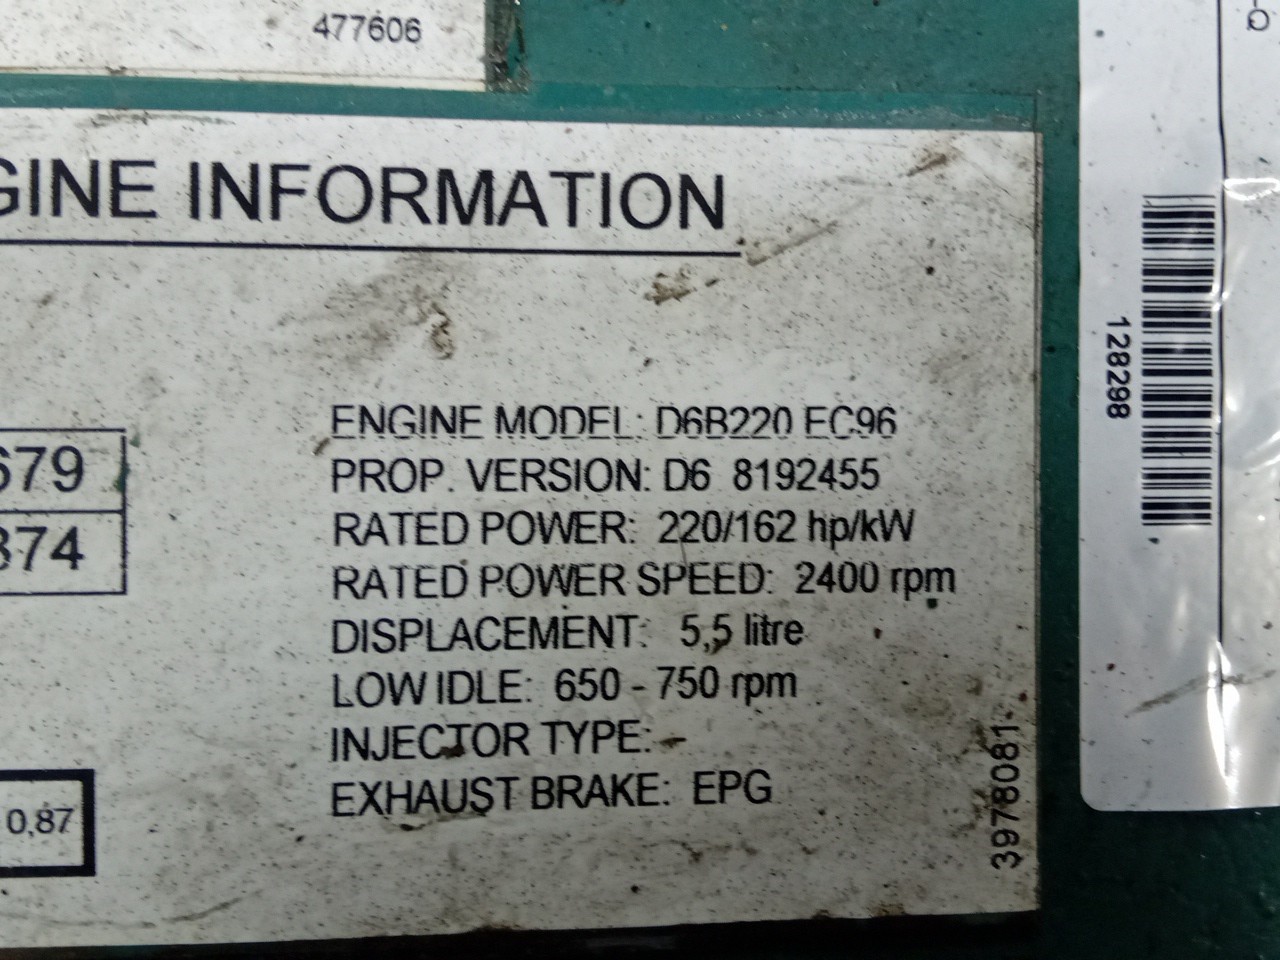 477606
GINE INFORMATION
679
874
0,87
ENGINE MODEL: D6B220 EC96
PROP. VERSION: D6 8192455
RATED POWER: 220/162 hp/kW
RATED POWER SPEED: 2400 rpm
DISPLACEMENT: 5,5 litre
LOW IDLE: 650 - 750 rpm
INJECTOR TYPE: -
EXHAUST BRAKE: EPG
3978081-
128298
-Q